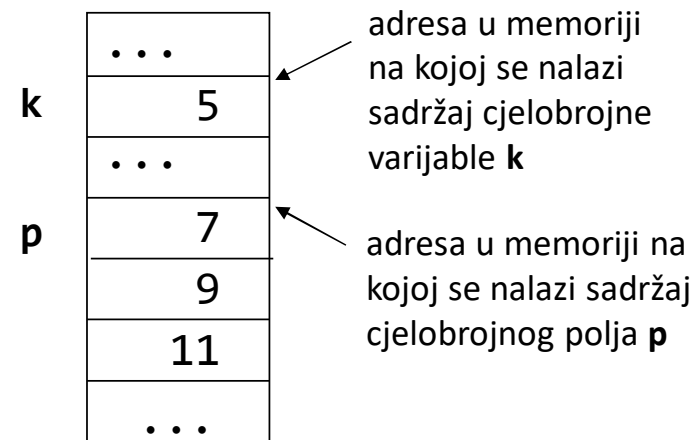 ...
k
5
...
p
7
9
11
...
adresa u memoriji
na kojoj se nalazi
sadržaj cjelobrojne
varijable k
adresa u memoriji na
kojoj se nalazi sadržaj
cjelobrojnog polja p